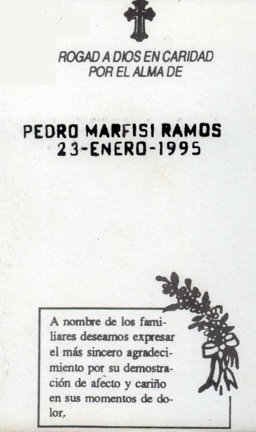 ROGAD A DIOS EN CARIDAD
POR EL ALMA DE
PEDRO MARFISI RAMOS
23-ENERO-1995
A nombre de los fami-
liares deseamos expresar
el más sincero agradeci-
miento por su demostra-
ción de afecto y cariño
en sus momentos de do-
lor.